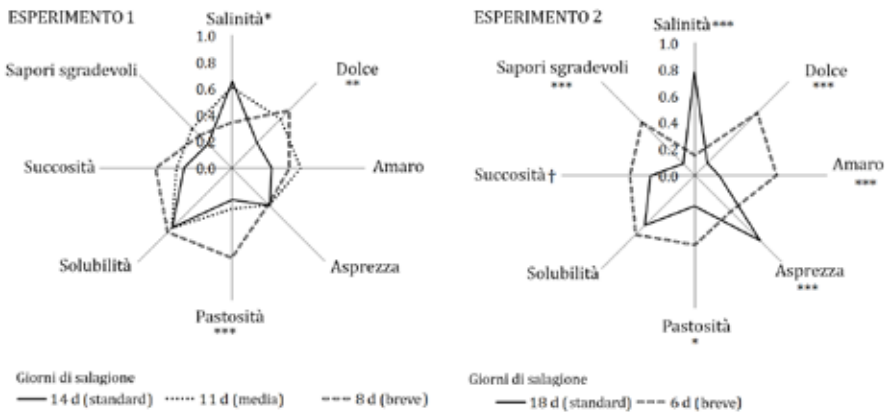 ESPERIMENTO 1
Salinità*
1.0
0.8
0.6
0.4
0.2
0.0
Sapori sgradevoli
Dolce
**
Succosità
Amaro
Solubilità
Asprezza
Pastosità
***
Giorni di salagione
14 d (standard) 11 d (media) 8 d (breve)
ESPERIMENTO 2
Salinità***
1.0
0.8
0.6
0.4
0.2
0.0
Sapori sgradevoli
***
Dolce
***
Succosità†
Amaro
***
Solubilità
Asprezza
***
Pastosità
*
Giorni di salagione
18 d (standard) 6 d (breve)